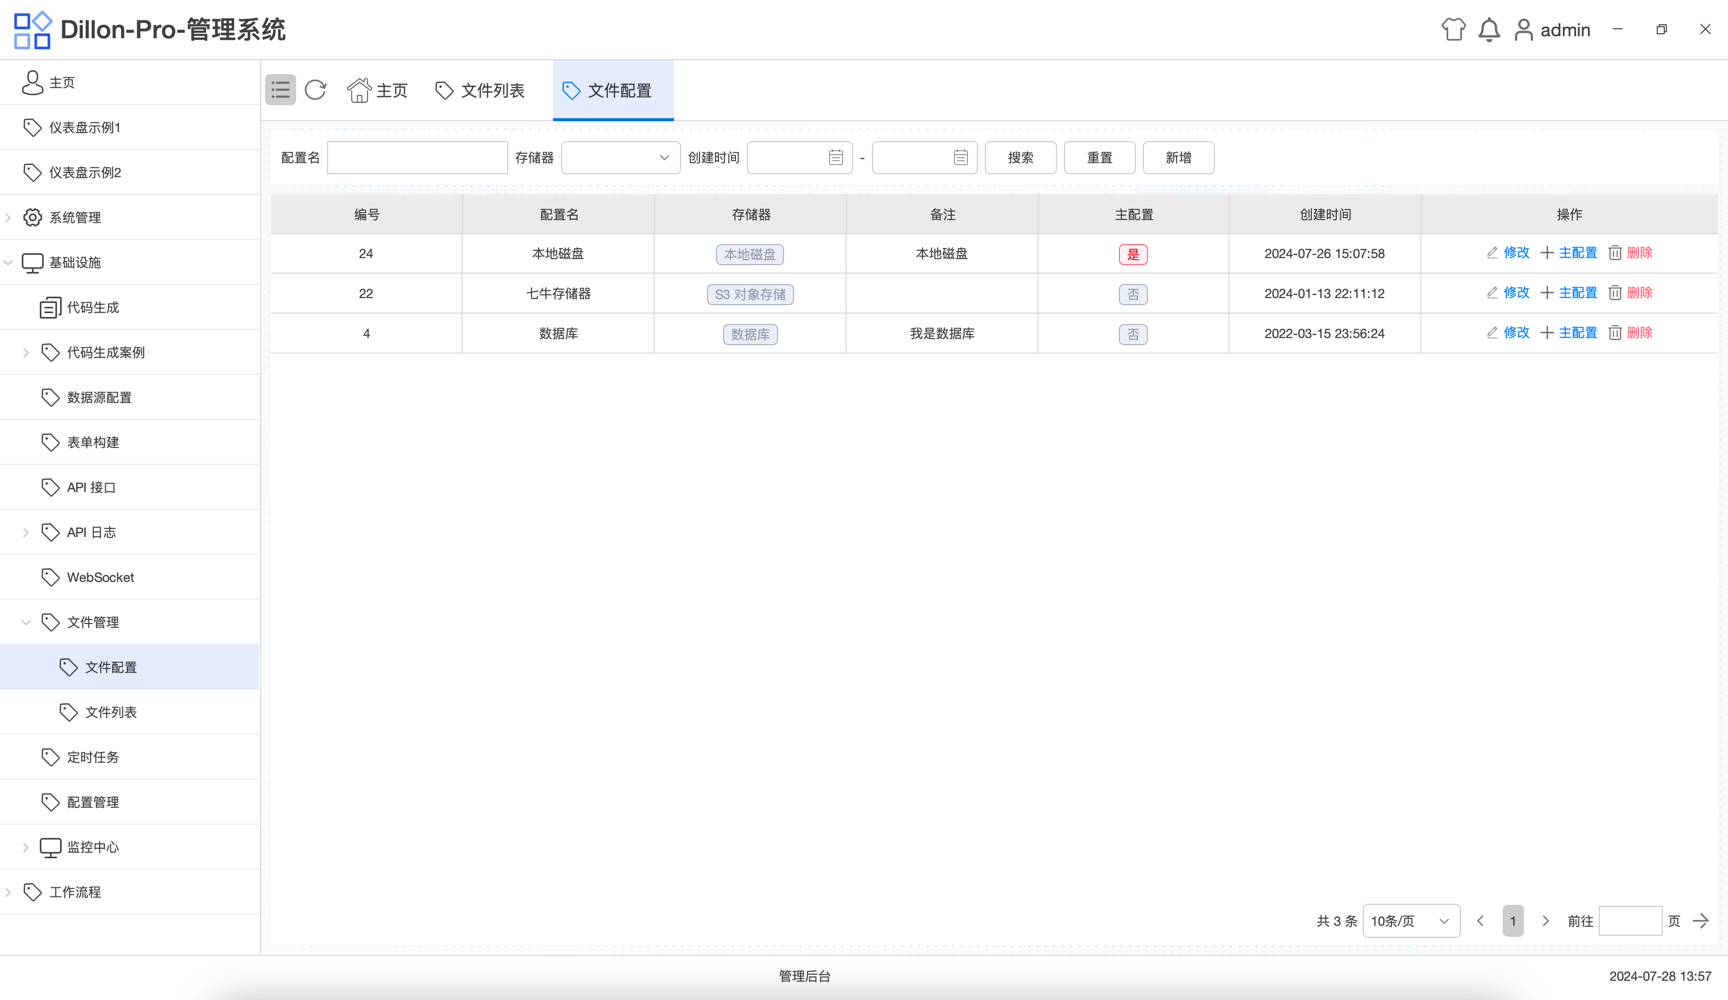 Dillon-Pro-管理系统
admin
主页
仪表盘示例1
仪表盘示例2
系统管理
基础设施
代码生成
代码生成案例
数据源配置
表单构建
API 接口
API 日志
WebSocket
文件管理
文件配置
文件列表
定时任务
配置管理
监控中心
工作流程
主页 文件列表 文件配置
配置名 存储器 创建时间 - 搜索 重置 新增
编号 配置名 存储器 备注 主配置 创建时间 操作
24 本地磁盘 本地磁盘 本地磁盘 是 2024-07-26 15:07:58 修改 主配置 删除
22 七牛存储器 S3 对象存储 否 2024-01-13 22:11:12 修改 主配置 删除
4 数据库 数据库 我是数据库 否 2022-03-15 23:56:24 修改 主配置 删除
共 3 条 10条/页 1 前往 页
管理后台
2024-07-28 13:57